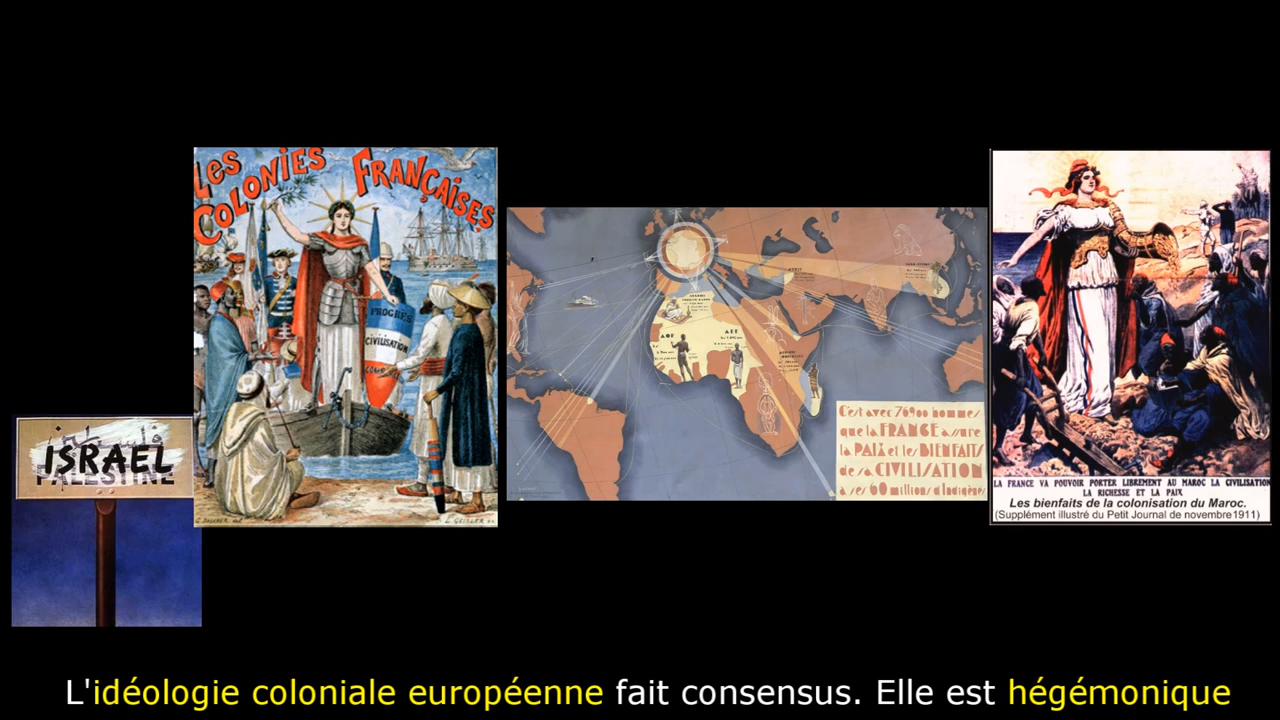 فلسطين
ISRAEL
PALESTINE
Les
COLONIES FRANÇAISES
PROGRÈS
CIVILISATION
AOF
AEF
C'est avec 76900 hommes
que la FRANCE assure
la PAIX et les BIENFAITS
de sa CIVILISATION
à ses 60 millions d'Indigènes
LA FRANCE VA POUVOIR PORTER LIBREMENT AU MAROC LA CIVILISATION
LA RICHESSE ET LA PAIX
Les bienfaits de la colonisation du Maroc.
(Supplément illustré du Petit Journal de novembre 1911)
L'idéologie coloniale européenne fait consensus. Elle est hégémonique